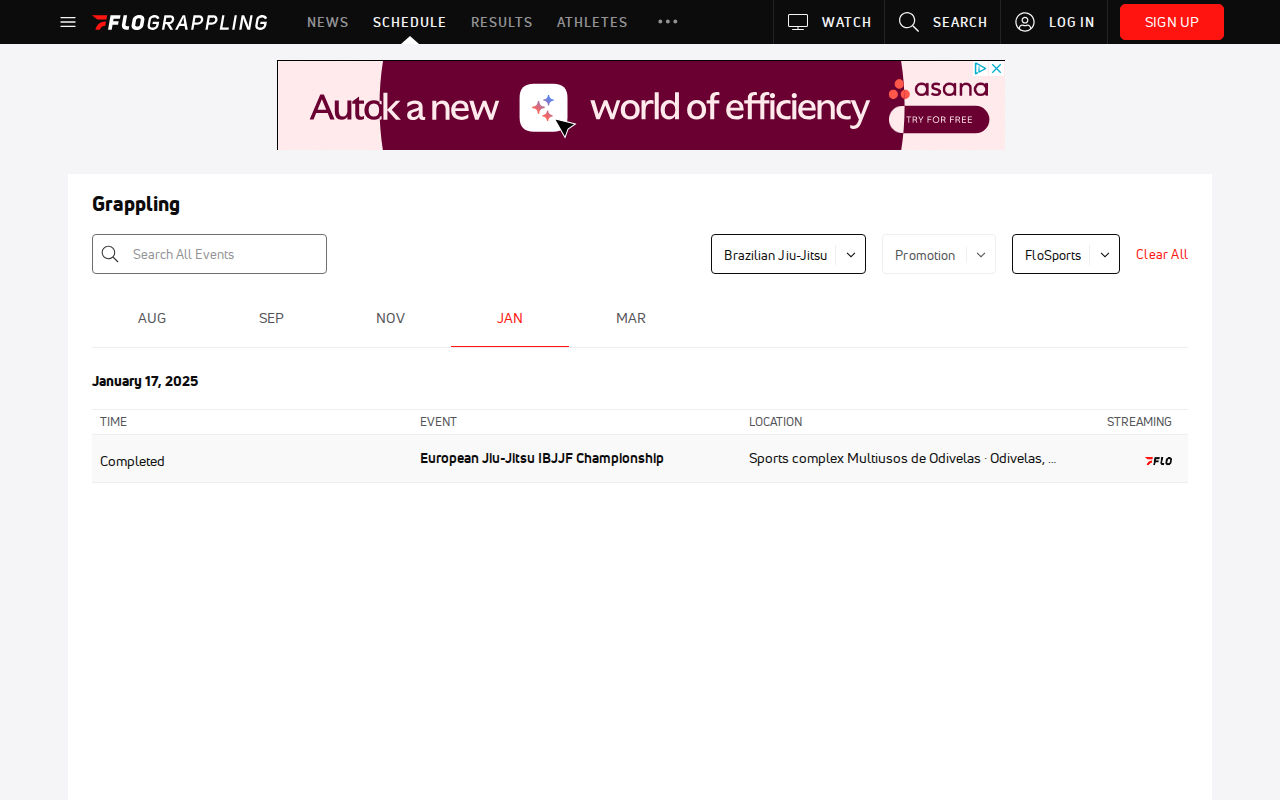 FLOGRAPPLING NEWS SCHEDULE RESULTS ATHLETES WATCH SEARCH LOG IN SIGN UP
k a new world of efficiency
asana
TRY FOR FREE
Grappling
Search All Events
Brazilian Jiu-Jitsu Promotion FloSports Clear All
AUG SEP NOV JAN MAR
January 17, 2025
TIME EVENT LOCATION STREAMING
Completed European Jiu-Jitsu IBJJF Championship Sports complex Multiusos de Odivelas · Odivelas, ... FLO